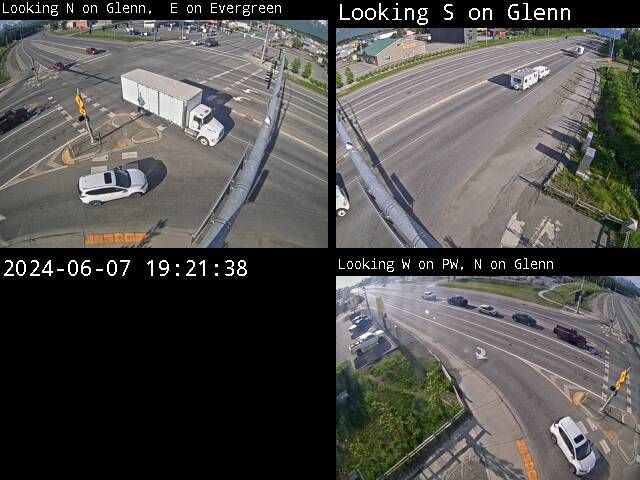 Looking N on Glenn, E on Evergreen
Looking S on Glenn
2024-06-07 19:21:38
Looking W on PW, N on Glenn